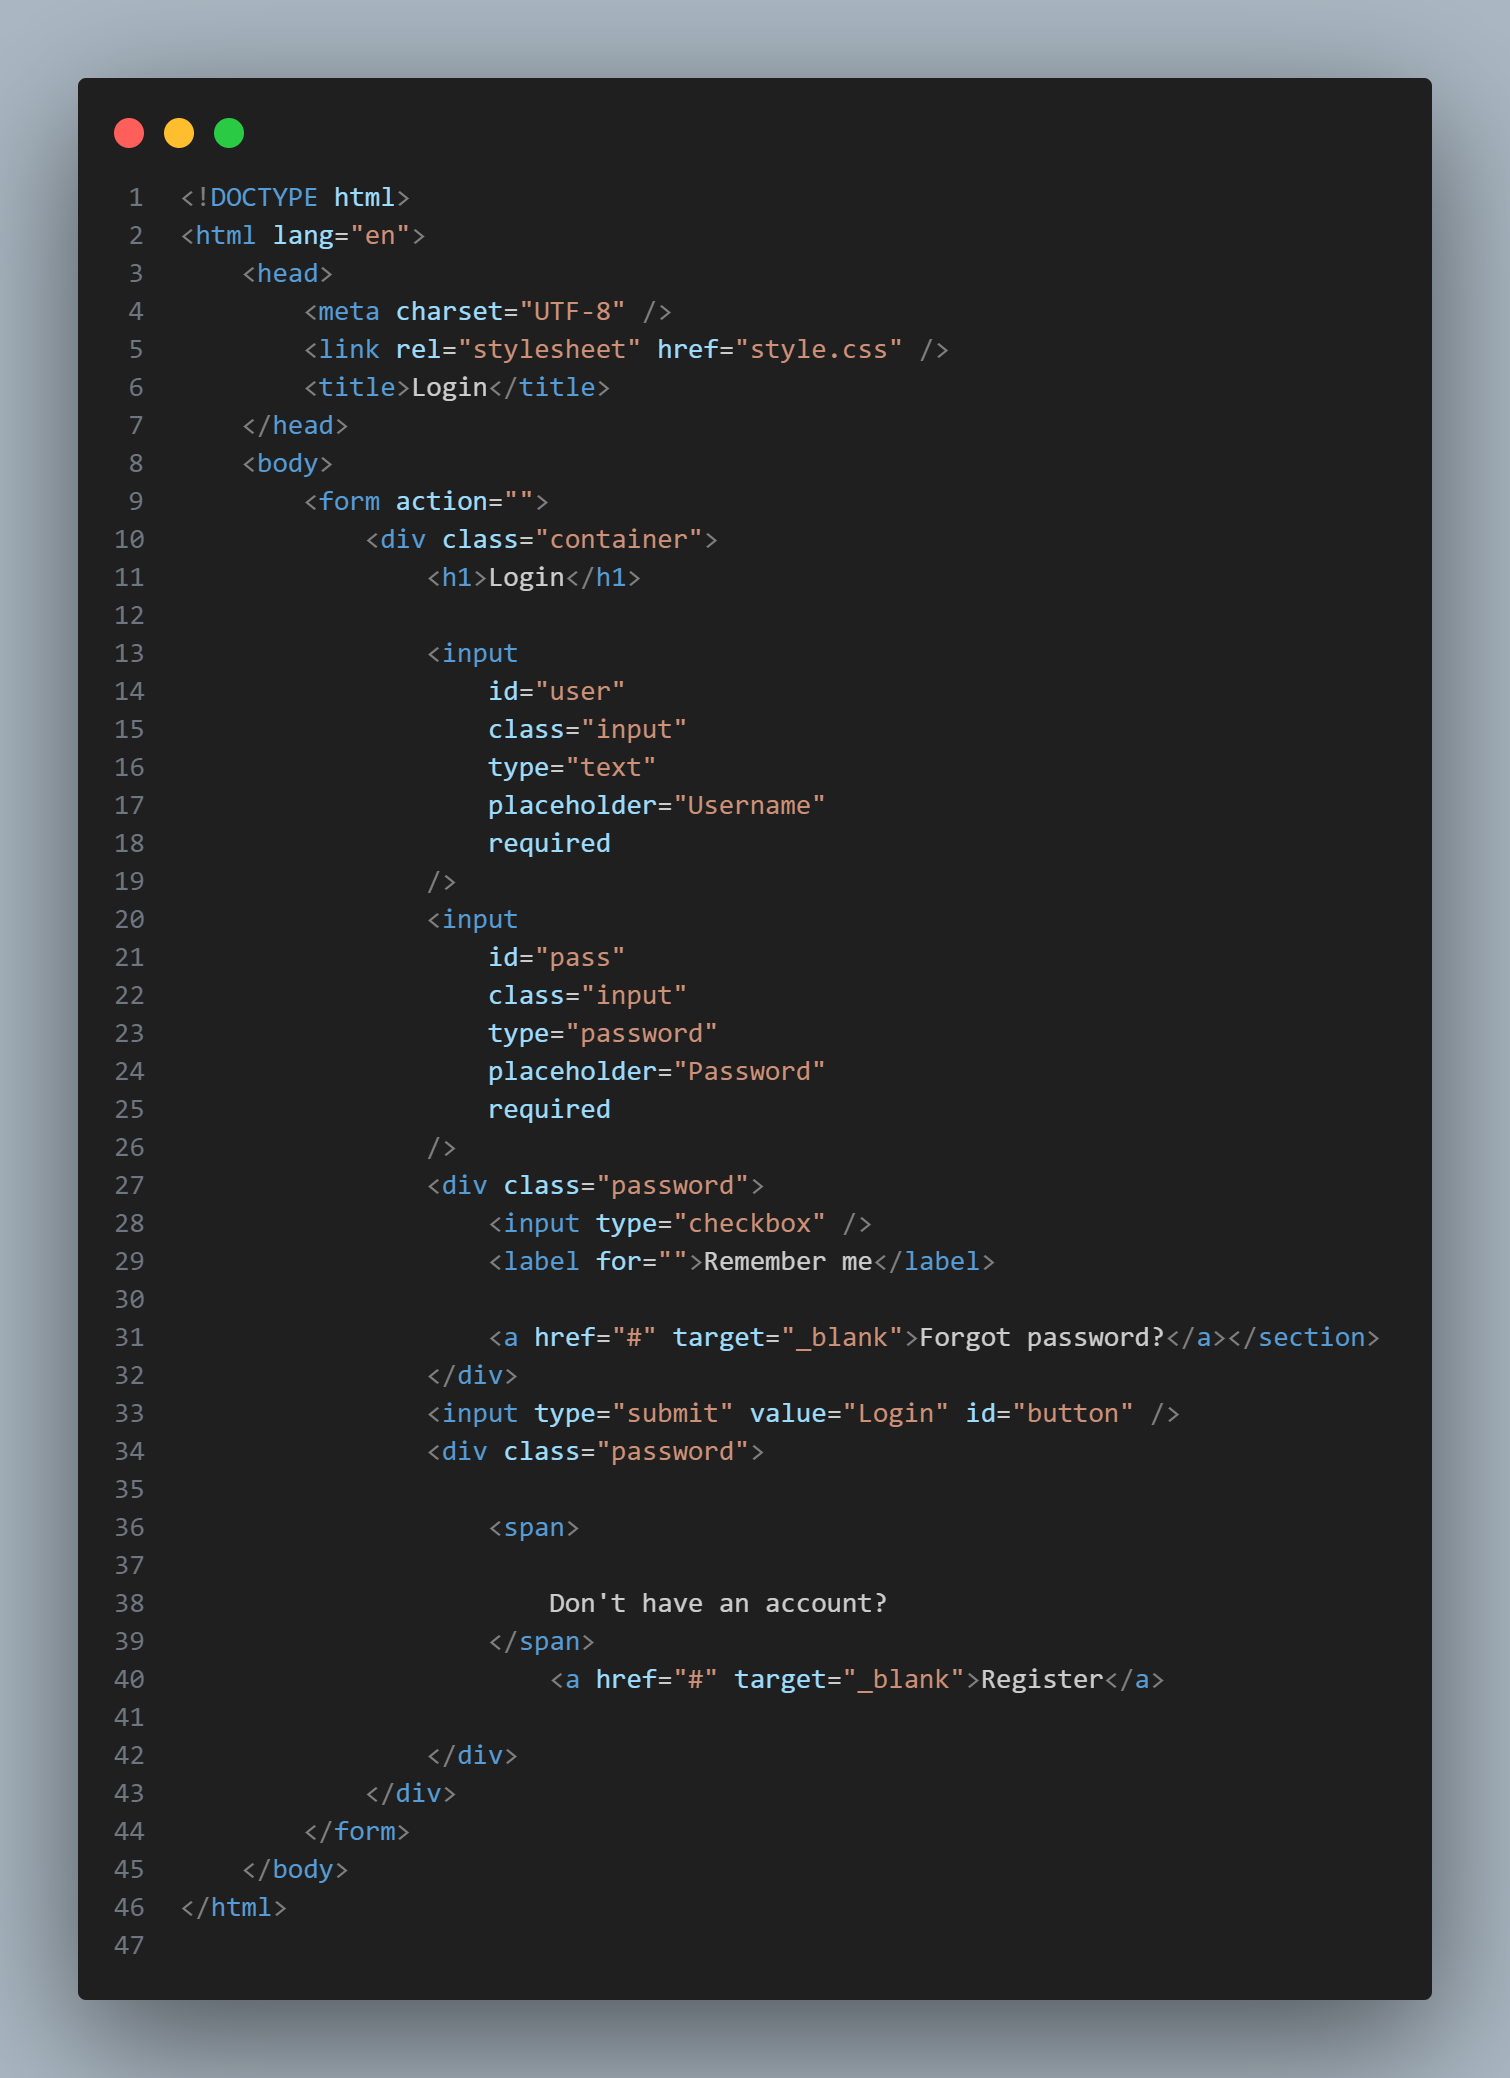 1 <!DOCTYPE html>
2 <html lang="en">
3     <head>
4         <meta charset="UTF-8" />
5         <link rel="stylesheet" href="style.css" />
6         <title>Login</title>
7     </head>
8     <body>
9         <form action="">
10             <div class="container">
11                 <h1>Login</h1>
12
13                 <input
14                     id="user"
15                     class="input"
16                     type="text"
17                     placeholder="Username"
18                     required
19                 />
20                 <input
21                     id="pass"
22                     class="input"
23                     type="password"
24                     placeholder="Password"
25                     required
26                 />
27                 <div class="password">
28                     <input type="checkbox" />
29                     <label for="">Remember me</label>
30
31                     <a href="#" target="_blank">Forgot password?</a></section>
32                 </div>
33                 <input type="submit" value="Login" id="button" />
34                 <div class="password">
35
36                     <span>
37
38                         Don't have an account?
39                     </span>
40                         <a href="#" target="_blank">Register</a>
41
42                 </div>
43             </div>
44         </form>
45     </body>
46 </html>
47